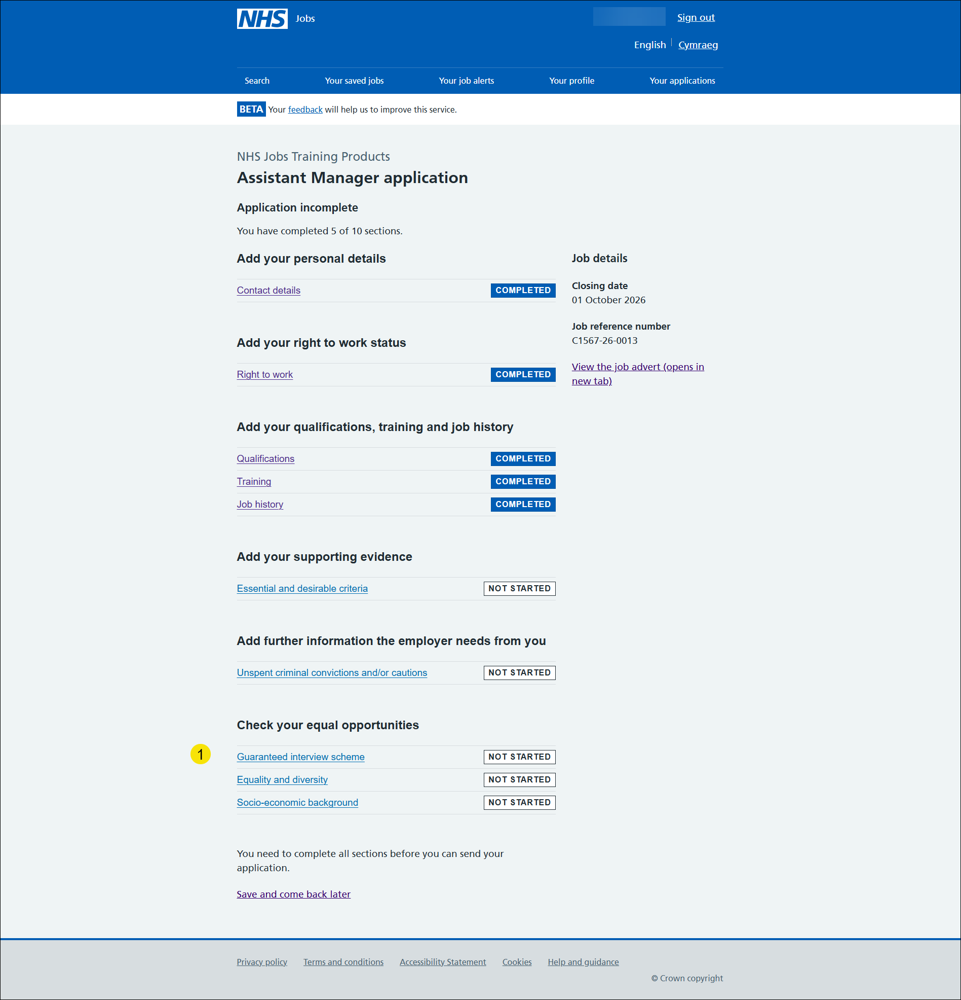 NHS Jobs
Sign out
English Cymraeg
Search Your saved jobs Your job alerts Your profile Your applications
BETA Your feedback will help us to improve this service.
NHS Jobs Training Products
Assistant Manager application
Application incomplete
You have completed 5 of 10 sections.
Add your personal details
Contact details COMPLETED
Add your right to work status
Right to work COMPLETED
Add your qualifications, training and job history
Qualifications COMPLETED
Training COMPLETED
Job history COMPLETED
Add your supporting evidence
Essential and desirable criteria NOT STARTED
Add further information the employer needs from you
Unspent criminal convictions and/or cautions NOT STARTED
Check your equal opportunities
1 Guaranteed interview scheme NOT STARTED
Equality and diversity NOT STARTED
Socio-economic background NOT STARTED
You need to complete all sections before you can send your
application.
Save and come back later
Job details
Closing date
01 October 2026
Job reference number
C1567-26-0013
View the job advert (opens in
new tab)
Privacy policy Terms and conditions Accessibility Statement Cookies Help and guidance
© Crown copyright